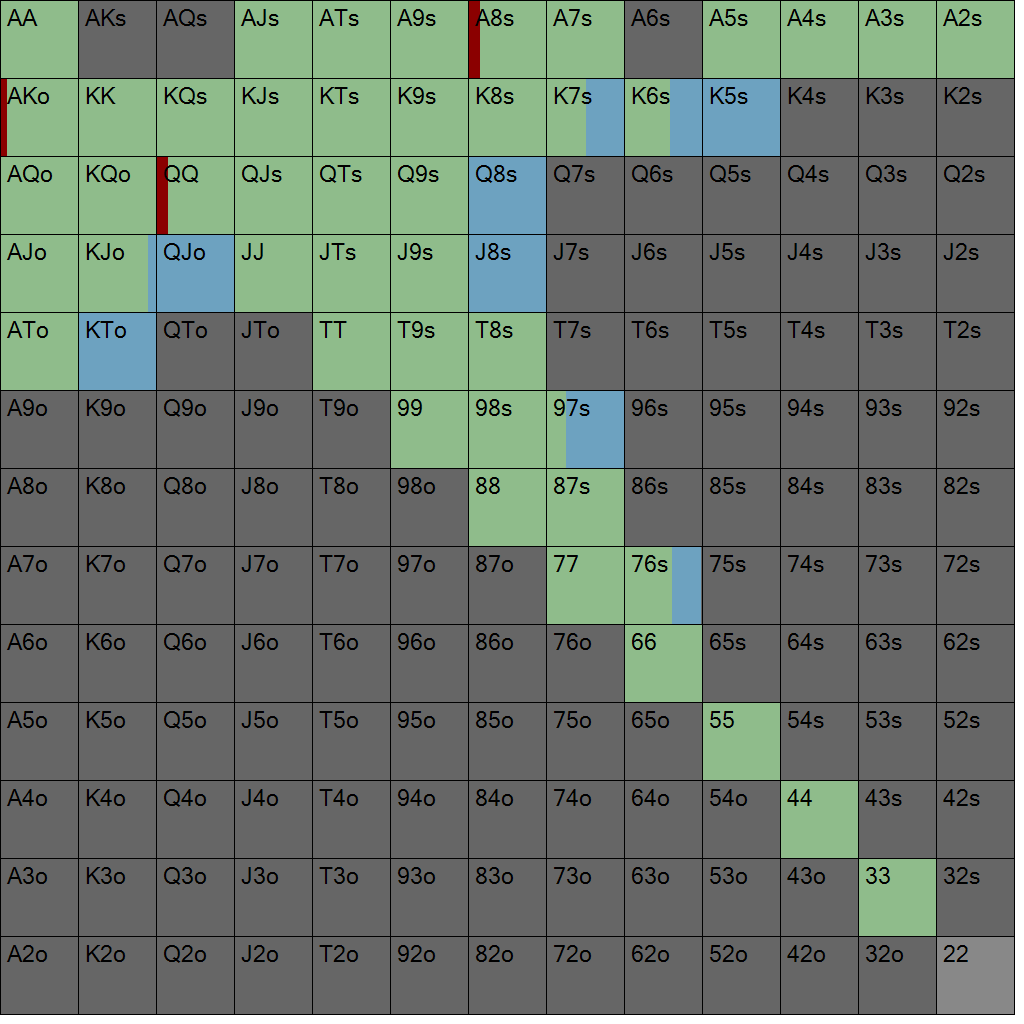 AA AKs AQs AJs ATs A9s A8s A7s A6s A5s A4s A3s A2s
AKo KK KQs KJs KTs K9s K8s K7s K6s K5s K4s K3s K2s
AQo KQo QQ QJs QTs Q9s Q8s Q7s Q6s Q5s Q4s Q3s Q2s
AJo KJo QJo JJ JTs J9s J8s J7s J6s J5s J4s J3s J2s
ATo KTo QTo JTo TT T9s T8s T7s T6s T5s T4s T3s T2s
A9o K9o Q9o J9o T9o 99 98s 97s 96s 95s 94s 93s 92s
A8o K8o Q8o J8o T8o 98o 88 87s 86s 85s 84s 83s 82s
A7o K7o Q7o J7o T7o 97o 87o 77 76s 75s 74s 73s 72s
A6o K6o Q6o J6o T6o 96o 86o 76o 66 65s 64s 63s 62s
A5o K5o Q5o J5o T5o 95o 85o 75o 65o 55 54s 53s 52s
A4o K4o Q4o J4o T4o 94o 84o 74o 64o 54o 44 43s 42s
A3o K3o Q3o J3o T3o 93o 83o 73o 63o 53o 43o 33 32s
A2o K2o Q2o J2o T2o 92o 82o 72o 62o 52o 42o 32o 22